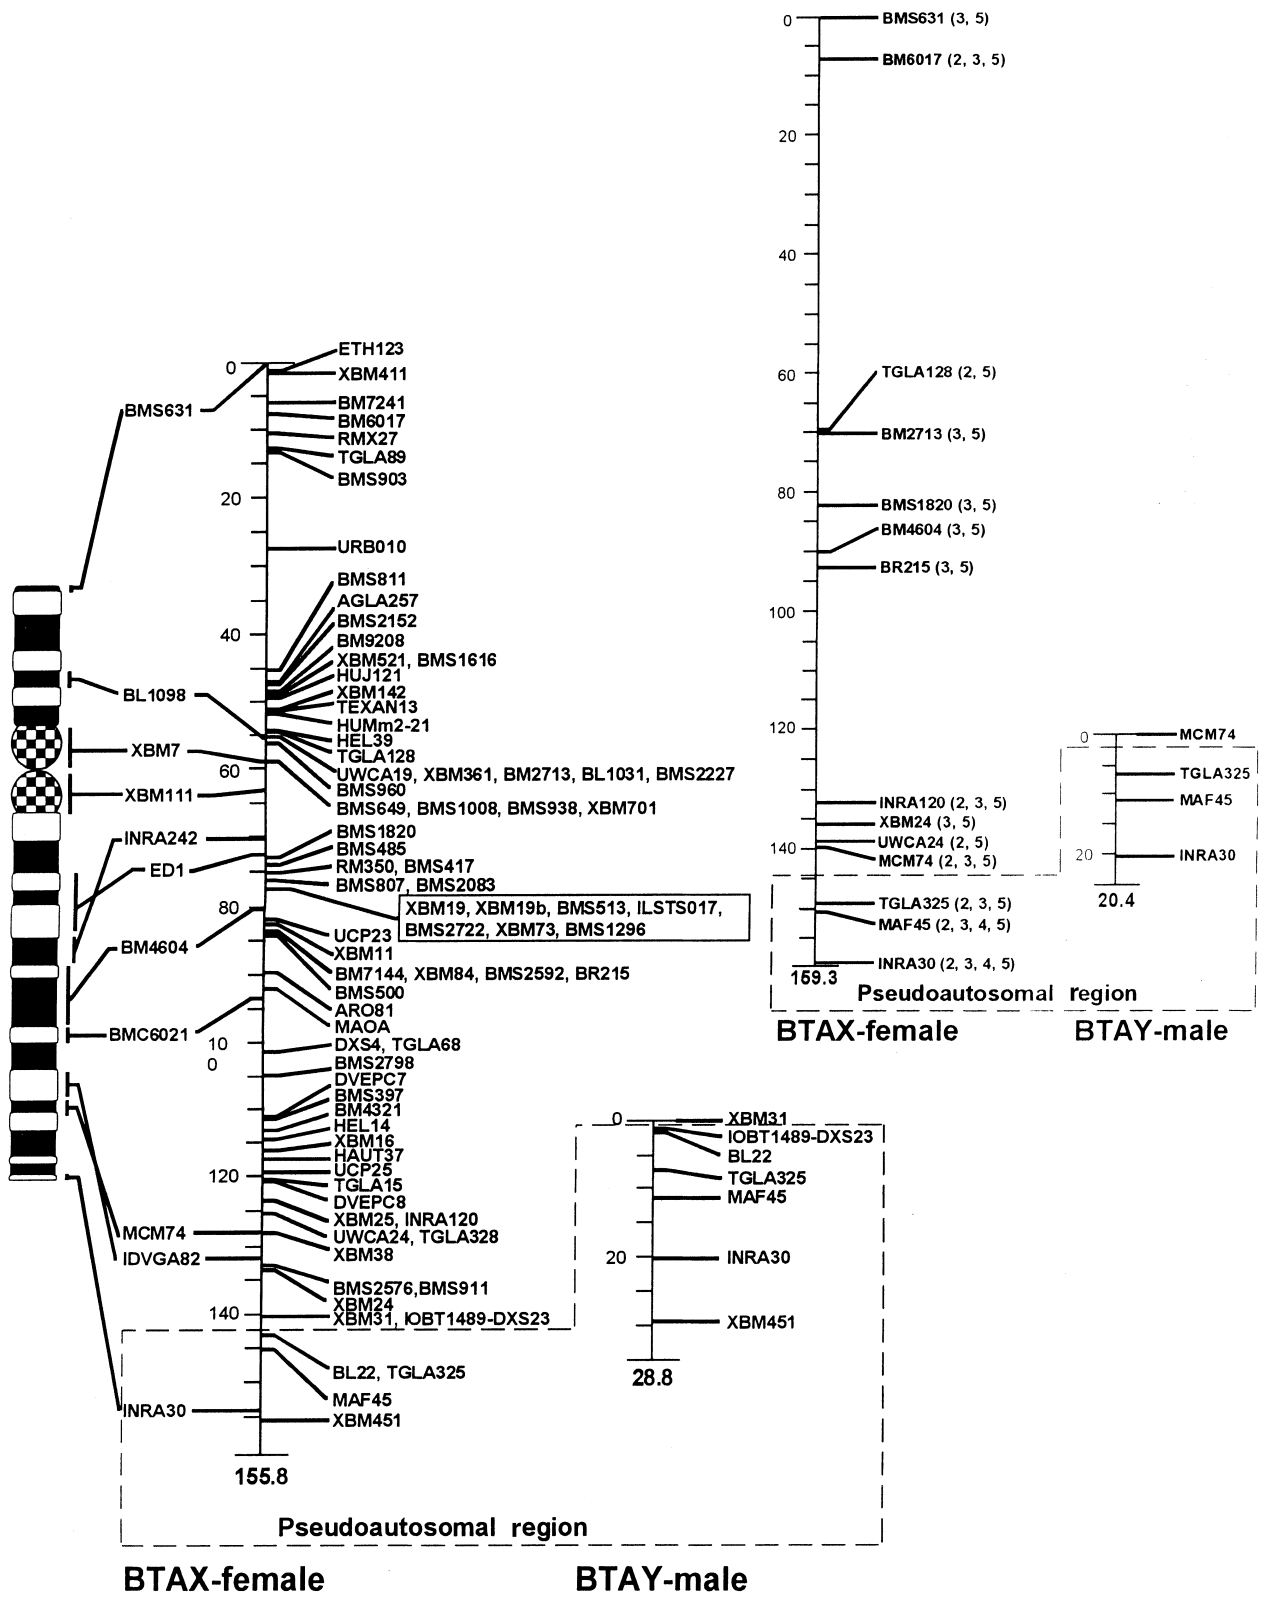 0 BMS631 (3, 5)
BM6017 (2, 3, 5)
20
40
60 TGLA128 (2, 5)
BM2713 (3, 5)
80
BMS1820 (3, 5)
BM4604 (3, 5)
BR215 (3, 5)
100
120
INRA120 (2, 3, 5)
XBM24 (3, 5)
UWCA24 (2, 5)
140
MCM74 (2, 3, 5)
TGLA325 (2, 3, 5)
MAF45 (2, 3, 4, 5)
INRA30 (2, 3, 4, 5)
159.3
0 MCM74
TGLA325
MAF45
20 INRA30
20.4
Pseudoautosomal region
BTAX-female BTAY-male
BMS631
BL1098
XBM7
XBM111
INRA242
ED1
BM4604
BMC6021
MCM74
IDVGA82
INRA30
0
20
40
60
80
10
0
120
140
155.8
ETH123
XBM411
BM7241
BM6017
RMX27
TGLA89
BMS903
URB010
BMS811
AGLA257
BMS2152
BM9208
XBM521, BMS1616
HUJ121
XBM142
TEXAN13
HUMm2-21
HEL39
TGLA128
UWCA19, XBM361, BM2713, BL1031, BMS2227
BMS960
BMS649, BMS1008, BMS938, XBM701
BMS1820
BMS485
RM350, BMS417
BMS807, BMS2083
XBM19, XBM19b, BMS513, ILSTS017,
BMS2722, XBM73, BMS1296
UCP23
XBM11
BM7144, XBM84, BMS2592, BR215
BMS500
ARO81
MAOA
DXS4, TGLA68
BMS2798
DVEPC7
BMS397
BM4321
HEL14
XBM16
HAUT37
UCP25
TGLA15
DVEPC8
XBM25, INRA120
UWCA24, TGLA328
XBM38
BMS2576,BMS911
XBM24
XBM31, IOBT1489-DXS23
BL22, TGLA325
MAF45
XBM451
0 XBM31
IOBT1489-DXS23
BL22
TGLA325
MAF45
20 INRA30
XBM451
28.8
Pseudoautosomal region
BTAX-female BTAY-male